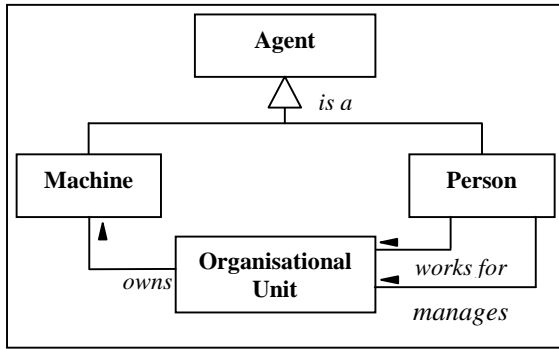 Agent
is a
Machine
Person
Organisational
Unit
owns
works for
manages